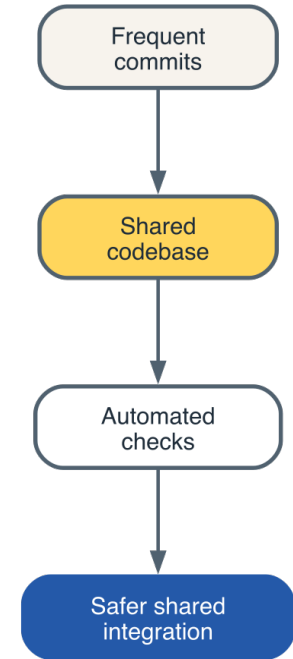 Frequent
commits
Shared
codebase
Automated
checks
Safer shared
integration